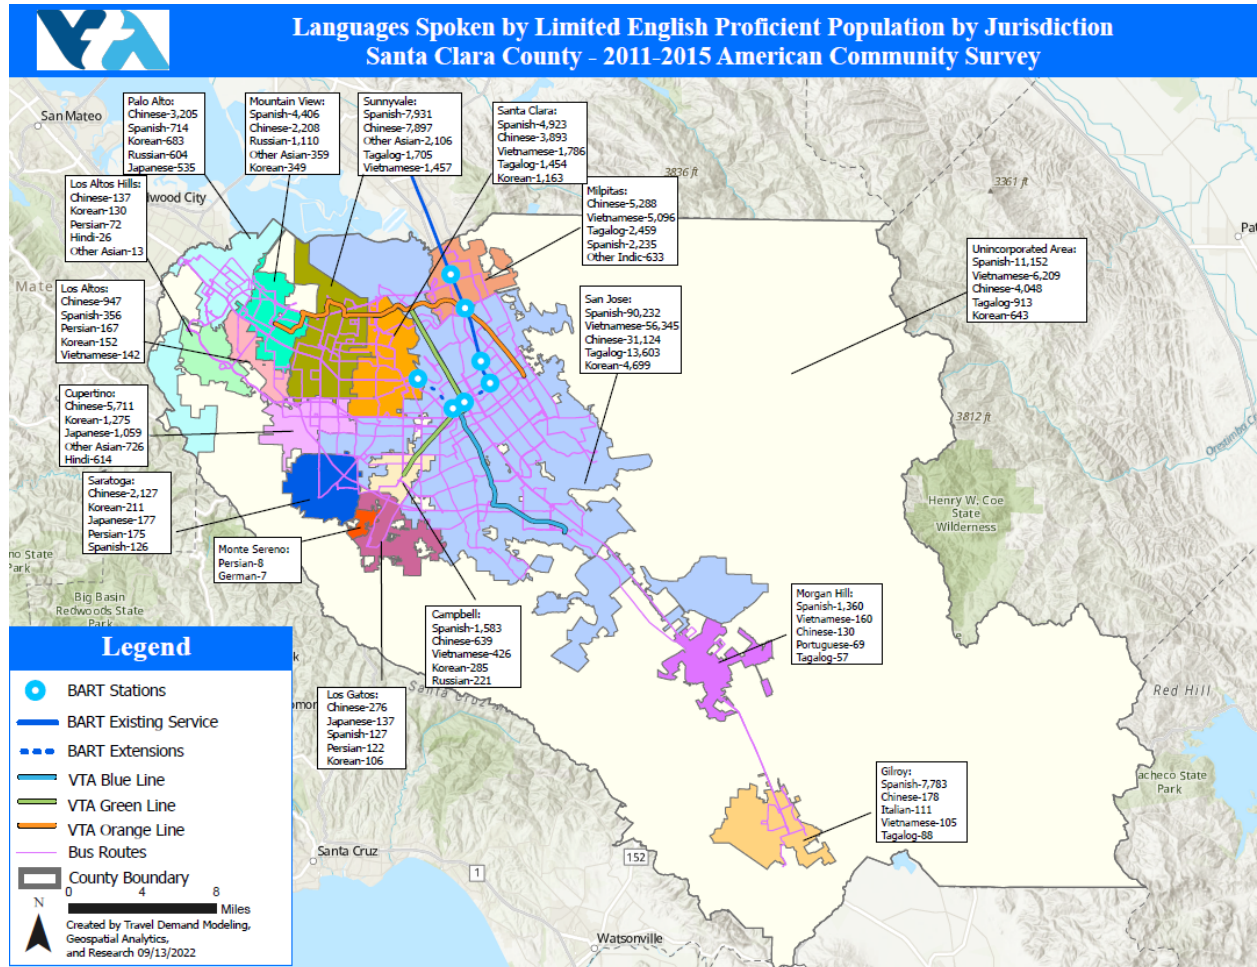 VTA
Languages Spoken by Limited English Proficient Population by Jurisdiction
Santa Clara County - 2011-2015 American Community Survey
San Mateo
Palo Alto:
Chinese-3,205
Spanish-714
Korean-683
Russian-604
Japanese-535
Mountain View:
Spanish-4,406
Chinese-2,208
Russian-1,110
Other Asian-359
Korean-349
Sunnyvale:
Spanish-7,931
Chinese-7,897
Other Asian-2,106
Tagalog-1,705
Vietnamese-1,457
Santa Clara:
Spanish-4,923
Chinese-3,893
Vietnamese-1,786
Tagalog-1,454
Korean-1,163
3836 ft
3361 ft
Los Altos Hills:
Chinese-137
Korean-130
Persian-72
Hindi-26
Other Asian-13
dwood City
Milpitas:
Chinese-5,288
Vietnamese-5,096
Tagalog-2,459
Spanish-2,235
Other Indic-633
Unincorporated Area:
Spanish-11,152
Vietnamese-6,209
Chinese-4,048
Tagalog-913
Korean-643
Pat
Mate
Los Altos:
Chinese-947
Spanish-356
Persian-167
Korean-152
Vietnamese-142
San Jose:
Spanish-90,232
Vietnamese-56,345
Chinese-31,124
Tagalog-13,603
Korean-4,699
Cupertino:
Chinese-5,711
Korean-1,275
Japanese-1,059
Other Asian-726
Hindi-614
3812 ft
Saratoga:
Chinese-2,127
Korean-211
Japanese-177
Persian-175
Spanish-126
Henry W. Coe
State
Wilderness
Monte Sereno:
Persian-8
German-7
no State
Park
Big Basin
Redwoods State
Park
Campbell:
Spanish-1,583
Chinese-639
Vietnamese-426
Korean-285
Russian-221
Morgan Hill:
Spanish-1,360
Vietnamese-160
Chinese-130
Portuguese-69
Tagalog-57
Los Gatos:
Chinese-276
Japanese-137
Spanish-127
Persian-122
Korean-106
Santa Cruz
Red Hill
Gilroy:
Spanish-7,783
Chinese-178
Italian-111
Vietnamese-105
Tagalog-88
acheco State
Park
Santa Cruz
152
1
Watsonville
Legend
BART Stations
BART Existing Service
BART Extensions
VTA Blue Line
VTA Green Line
VTA Orange Line
Bus Routes
County Boundary
N
0 4 8
Miles
Created by Travel Demand Modeling,
Geospatial Analytics,
and Research 09/13/2022